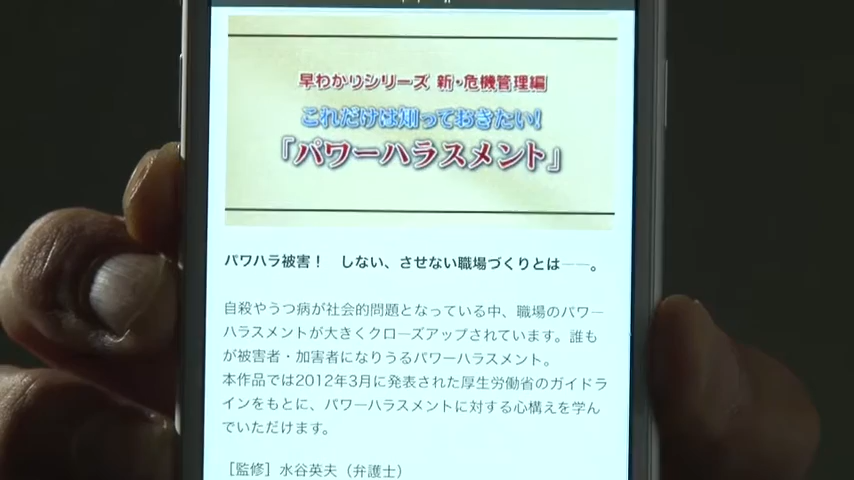 早わかりシリーズ 新・危機管理編
これだけは知っておきたい!
「パワーハラスメント」
パワハラ被害！　しない、させない職場づくりとは――。
自殺やうつ病が社会的問題となっている中、職場のパワー
ハラスメントが大きくクローズアップされています。誰も
が被害者・加害者になりうるパワーハラスメント。
本作品では2012年3月に発表された厚生労働省のガイドラ
インをもとに、パワーハラスメントに対する心構えを学ん
でいただけます。
［監修］水谷英夫（弁護士）